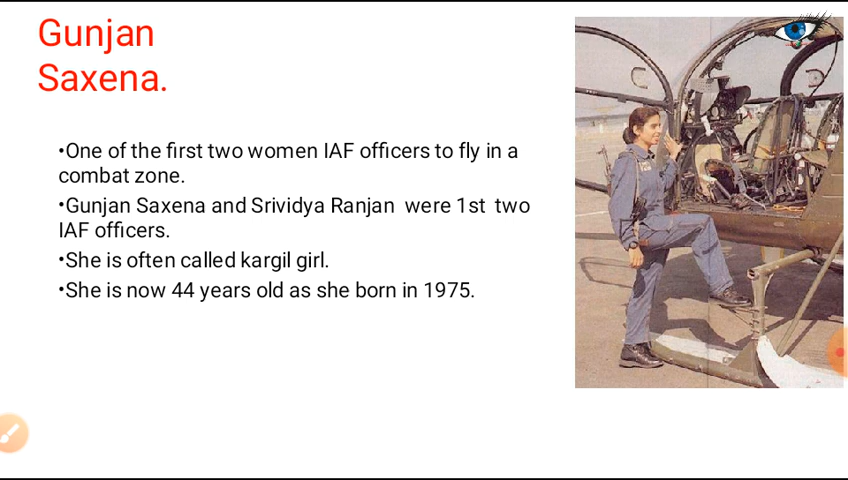 Gunjan
Saxena.
•One of the first two women IAF officers to fly in a
combat zone.
•Gunjan Saxena and Srividya Ranjan  were 1st  two
IAF officers.
•She is often called kargil girl.
•She is now 44 years old as she born in 1975.